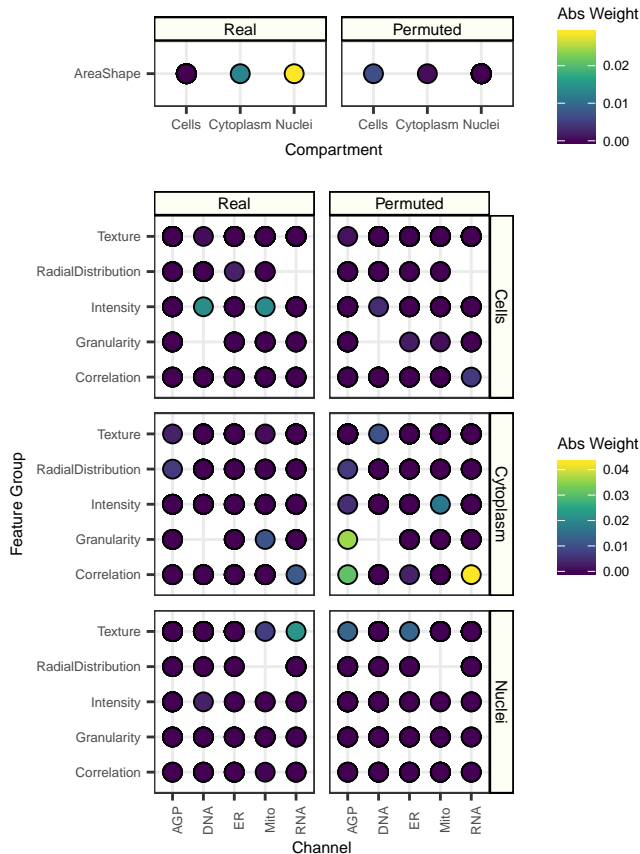 Real Permuted
AreaShape
Cells Cytoplasm Nuclei Cells Cytoplasm Nuclei
Compartment
Abs Weight
0.02
0.01
0.00
Real Permuted
Texture
RadialDistribution
Intensity
Granularity
Correlation
Cells
Texture
RadialDistribution
Intensity
Granularity
Correlation
Cytoplasm
Texture
RadialDistribution
Intensity
Granularity
Correlation
Nuclei
Feature Group
AGP DNA ER Mito RNA AGP DNA ER Mito RNA
Channel
Abs Weight
0.04
0.03
0.02
0.01
0.00